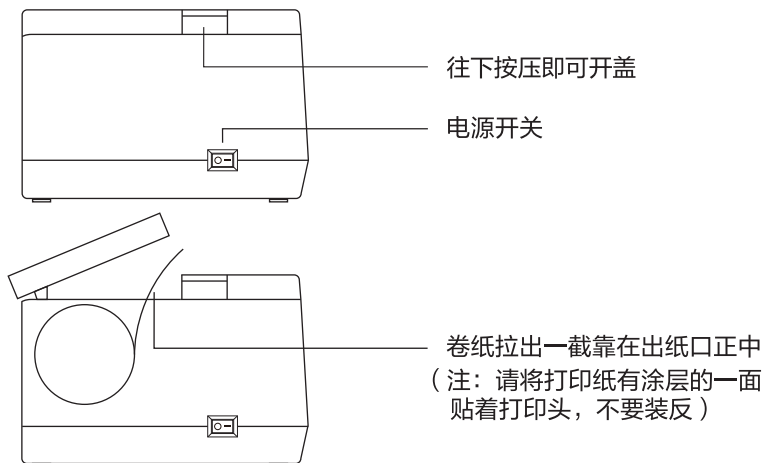 往下按压即可开盖
电源开关
卷纸拉出一截靠在出纸口正中
（注：请将打印纸有涂层的一面
贴着打印头，不要装反）